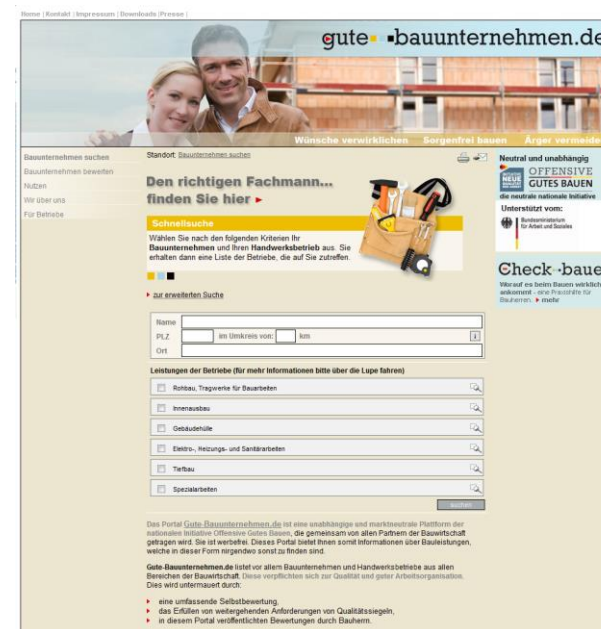 Home | Kontakt | Impressum | Downloads |Presse |
gute bauunternehmen.de
Wünsche verwirklichen Sorgenfrei bauen Ärger vermeide
Bauunternehmen suchen
Bauunternehmen bewerten
Nutzen
Wir über uns
Für Betriebe
Standort: Bauunternehmen suchen
Den richtigen Fachmann...
finden Sie hier
Schnellsuche
Wählen Sie nach den folgenden Kriterien Ihr
Bauunternehmen und Ihren Handwerksbetrieb aus. Sie
erhalten dann eine Liste der Betriebe, die auf Sie zutreffen.
zur erweiterten Suche
Name
PLZ im Umkreis von: km i
Ort
Leistungen der Betriebe (für mehr Informationen bitte über die Lupe fahren)
Rohbau, Tragwerke für Bauarbeiten
Innenausbau
Gebäudehülle
Elektro-, Heizungs- und Sanitärarbeiten
Tiefbau
Spezialarbeiten
suchen
Das Portal Gute-Bauunternehmen.de ist eine unabhängige und marktneutrale Plattform der
nationalen Initiative Offensive Gutes Bauen, die gemeinsam von allen Partnern der Bauwirtschaft
getragen wird. Sie ist werbefrei. Dieses Portal bietet Ihnen somit Informationen über Bauleistungen,
welche in dieser Form nirgendwo sonst zu finden sind.
Gute-Bauunternehmen.de listet vor allem Bauunternehmen und Handwerksbetriebe aus allen
Bereichen der Bauwirtschaft. Diese verpflichten sich zur Qualität und guter Arbeitsorganisation.
Dies wird untermauert durch:
eine umfassende Selbstbewertung,
das Erfüllen von weitergehenden Anforderungen von Qualitätssiegeln,
in diesem Portal veröffentlichten Bewertungen durch Bauherrn.
Neutral und unabhängig
OFFENSIVE
GUTES BAUEN
die neutrale nationale Initiative
Unterstützt vom:
Bundesministerium
für Arbeit und Soziales
Check baue
Worauf es beim Bauen wirklich
ankommt - eine Praxishilfe für
Bauherren. mehr